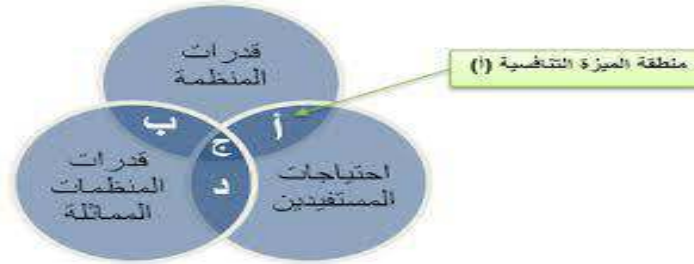 قدرات
المنظمة
منطقة الميزة التنافسية (أ)
ب
ج
أ
د
قدرات
المنظمات
المماثلة
احتياجات
المستفيدين